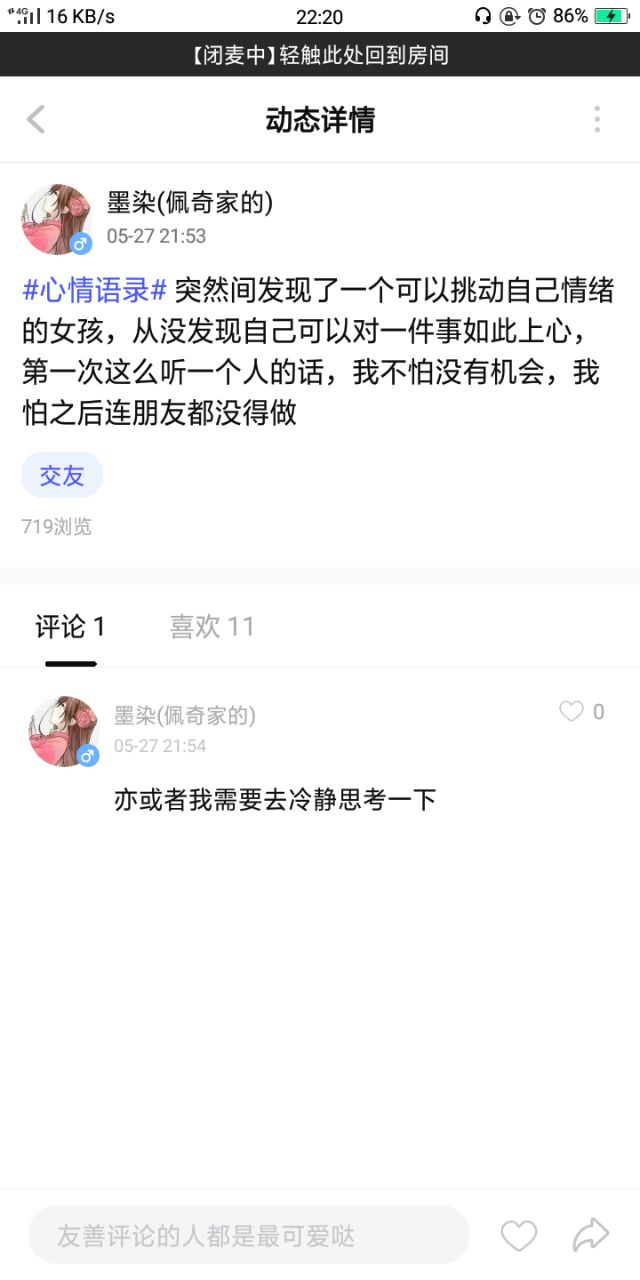 4G 16 KB/s 22:20 86%
【闭麦中】轻触此处回到房间
动态详情
墨染(佩奇家的)
05-27 21:53
#心情语录# 突然间发现了一个可以挑动自己情绪
的女孩，从没发现自己可以对一件事如此上心，
第一次这么听一个人的话，我不怕没有机会，我
怕之后连朋友都没得做
交友
719浏览
评论 1 喜欢 11
墨染(佩奇家的) 0
05-27 21:54
亦或者我需要去冷静思考一下
友善评论的人都是最可爱哒